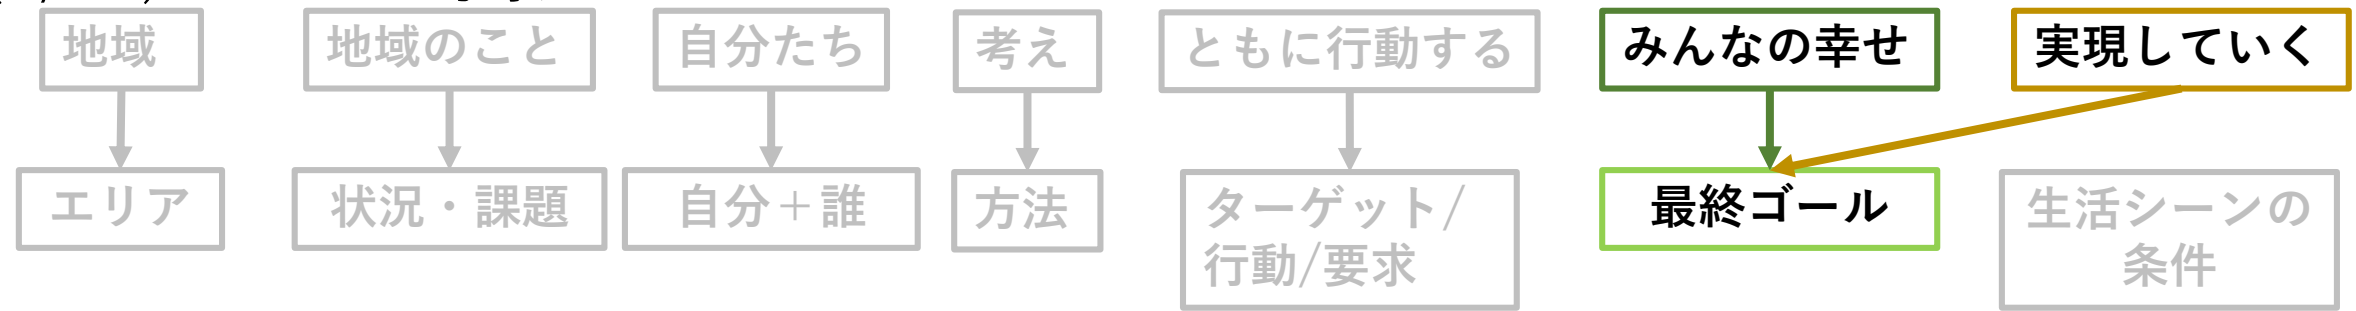 地域
地域のこと
自分たち
考え
ともに行動する
みんなの幸せ
実現していく
エリア
状況・課題
自分＋誰
方法
ターゲット/
行動/要求
最終ゴール
生活シーンの
条件